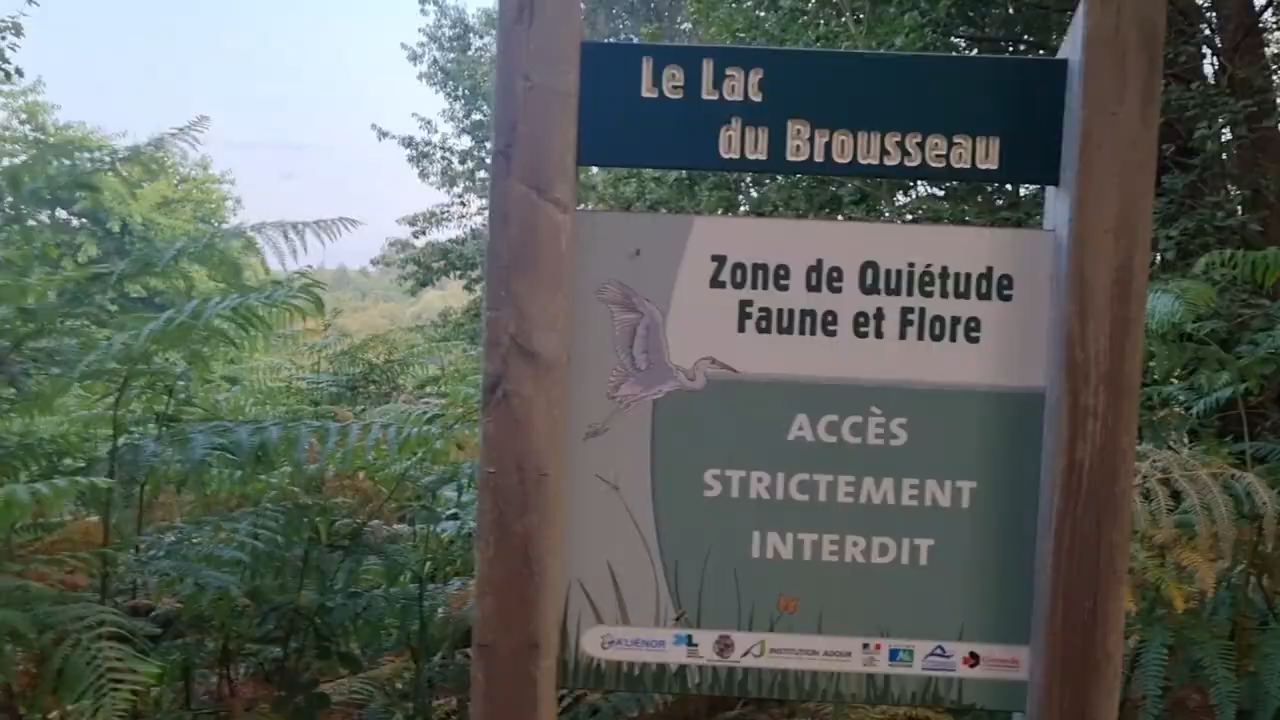 Le Lac
du Brousseau
Zone de Quiétude
Faune et Flore
ACCÈS
STRICTEMENT
INTERDIT
INSTITUTION ADOUR